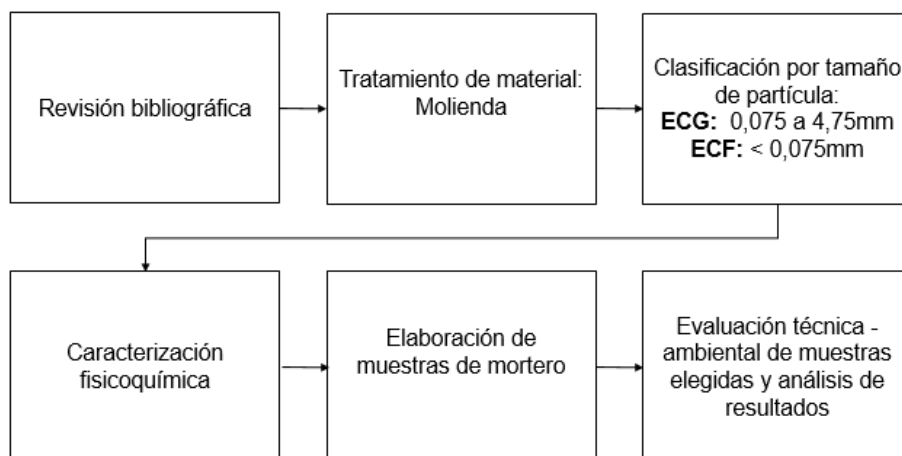 Revisión bibliográfica
Tratamiento de material:
Molienda
Clasificación por tamaño
de partícula:
ECG: 0,075 a 4,75mm
ECF: < 0,075mm
Caracterización
fisicoquímica
Elaboración de
muestras de mortero
Evaluación técnica -
ambiental de muestras
elegidas y análisis de
resultados